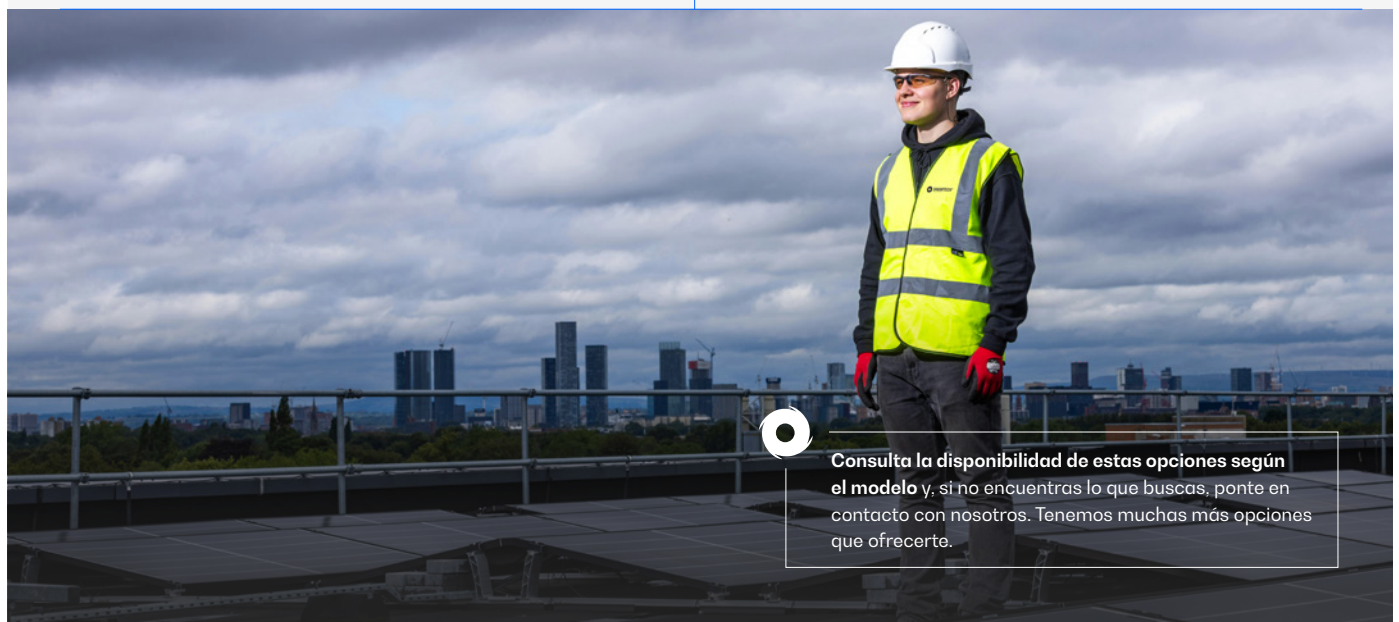 Consulta la disponibilidad de estas opciones según
el modelo y, si no encuentras lo que buscas, ponte en
contacto con nosotros. Tenemos muchas más opciones
que ofrecerte.